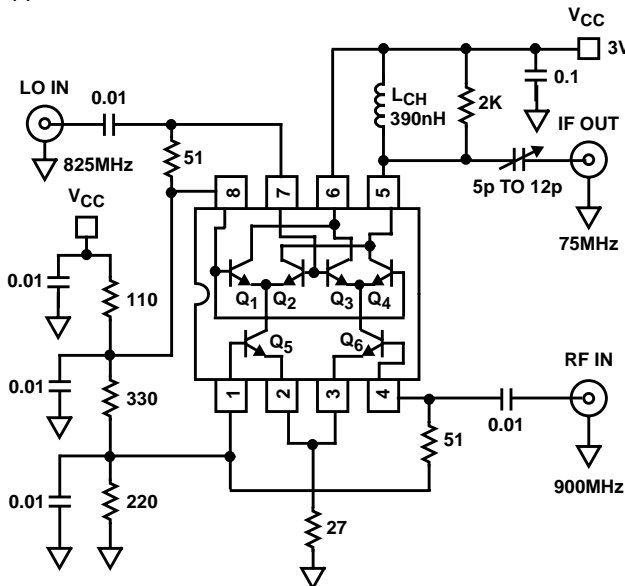 VCC
3V
LO IN
0.01
LCH
390nH
2K
0.1
IF OUT
51
825MHz
5p TO 12p
VCC
8
7
6
5
75MHz
0.01
110
Q1
Q2
Q3
Q4
Q5
Q6
0.01
330
RF IN
1
2
3
4
0.01
51
0.01
220
900MHz
27